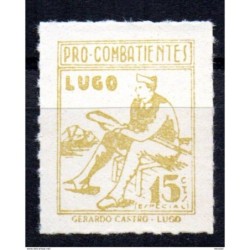 PRO-COMBATIENTES
LUGO
15
CTS
ESPECIAL
GERARDO CASTRO - LUGO